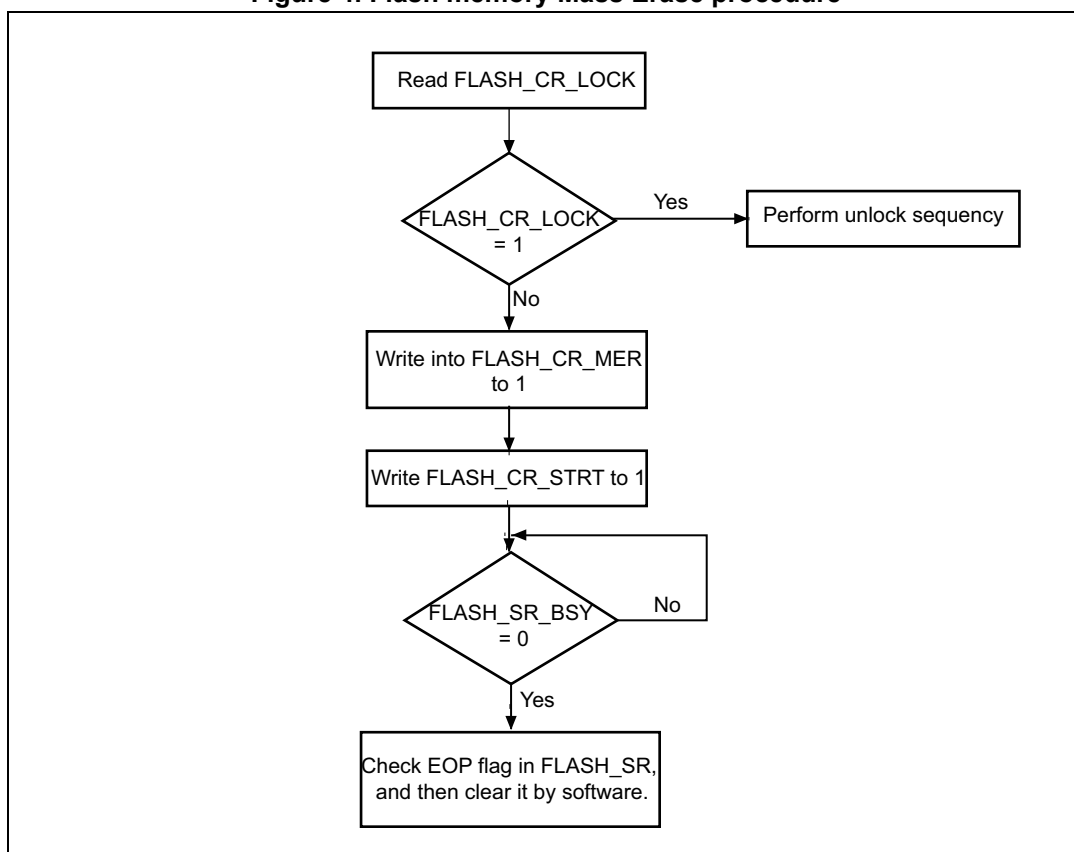 Figure 4. Flash memory Mass Erase procedure
Read FLASH_CR_LOCK
FLASH_CR_LOCK
= 1
Yes
Perform unlock sequency
No
Write into FLASH_CR_MER
to 1
Write FLASH_CR_STRT to 1
FLASH_SR_BSY
= 0
No
Yes
Check EOP flag in FLASH_SR,
and then clear it by software.